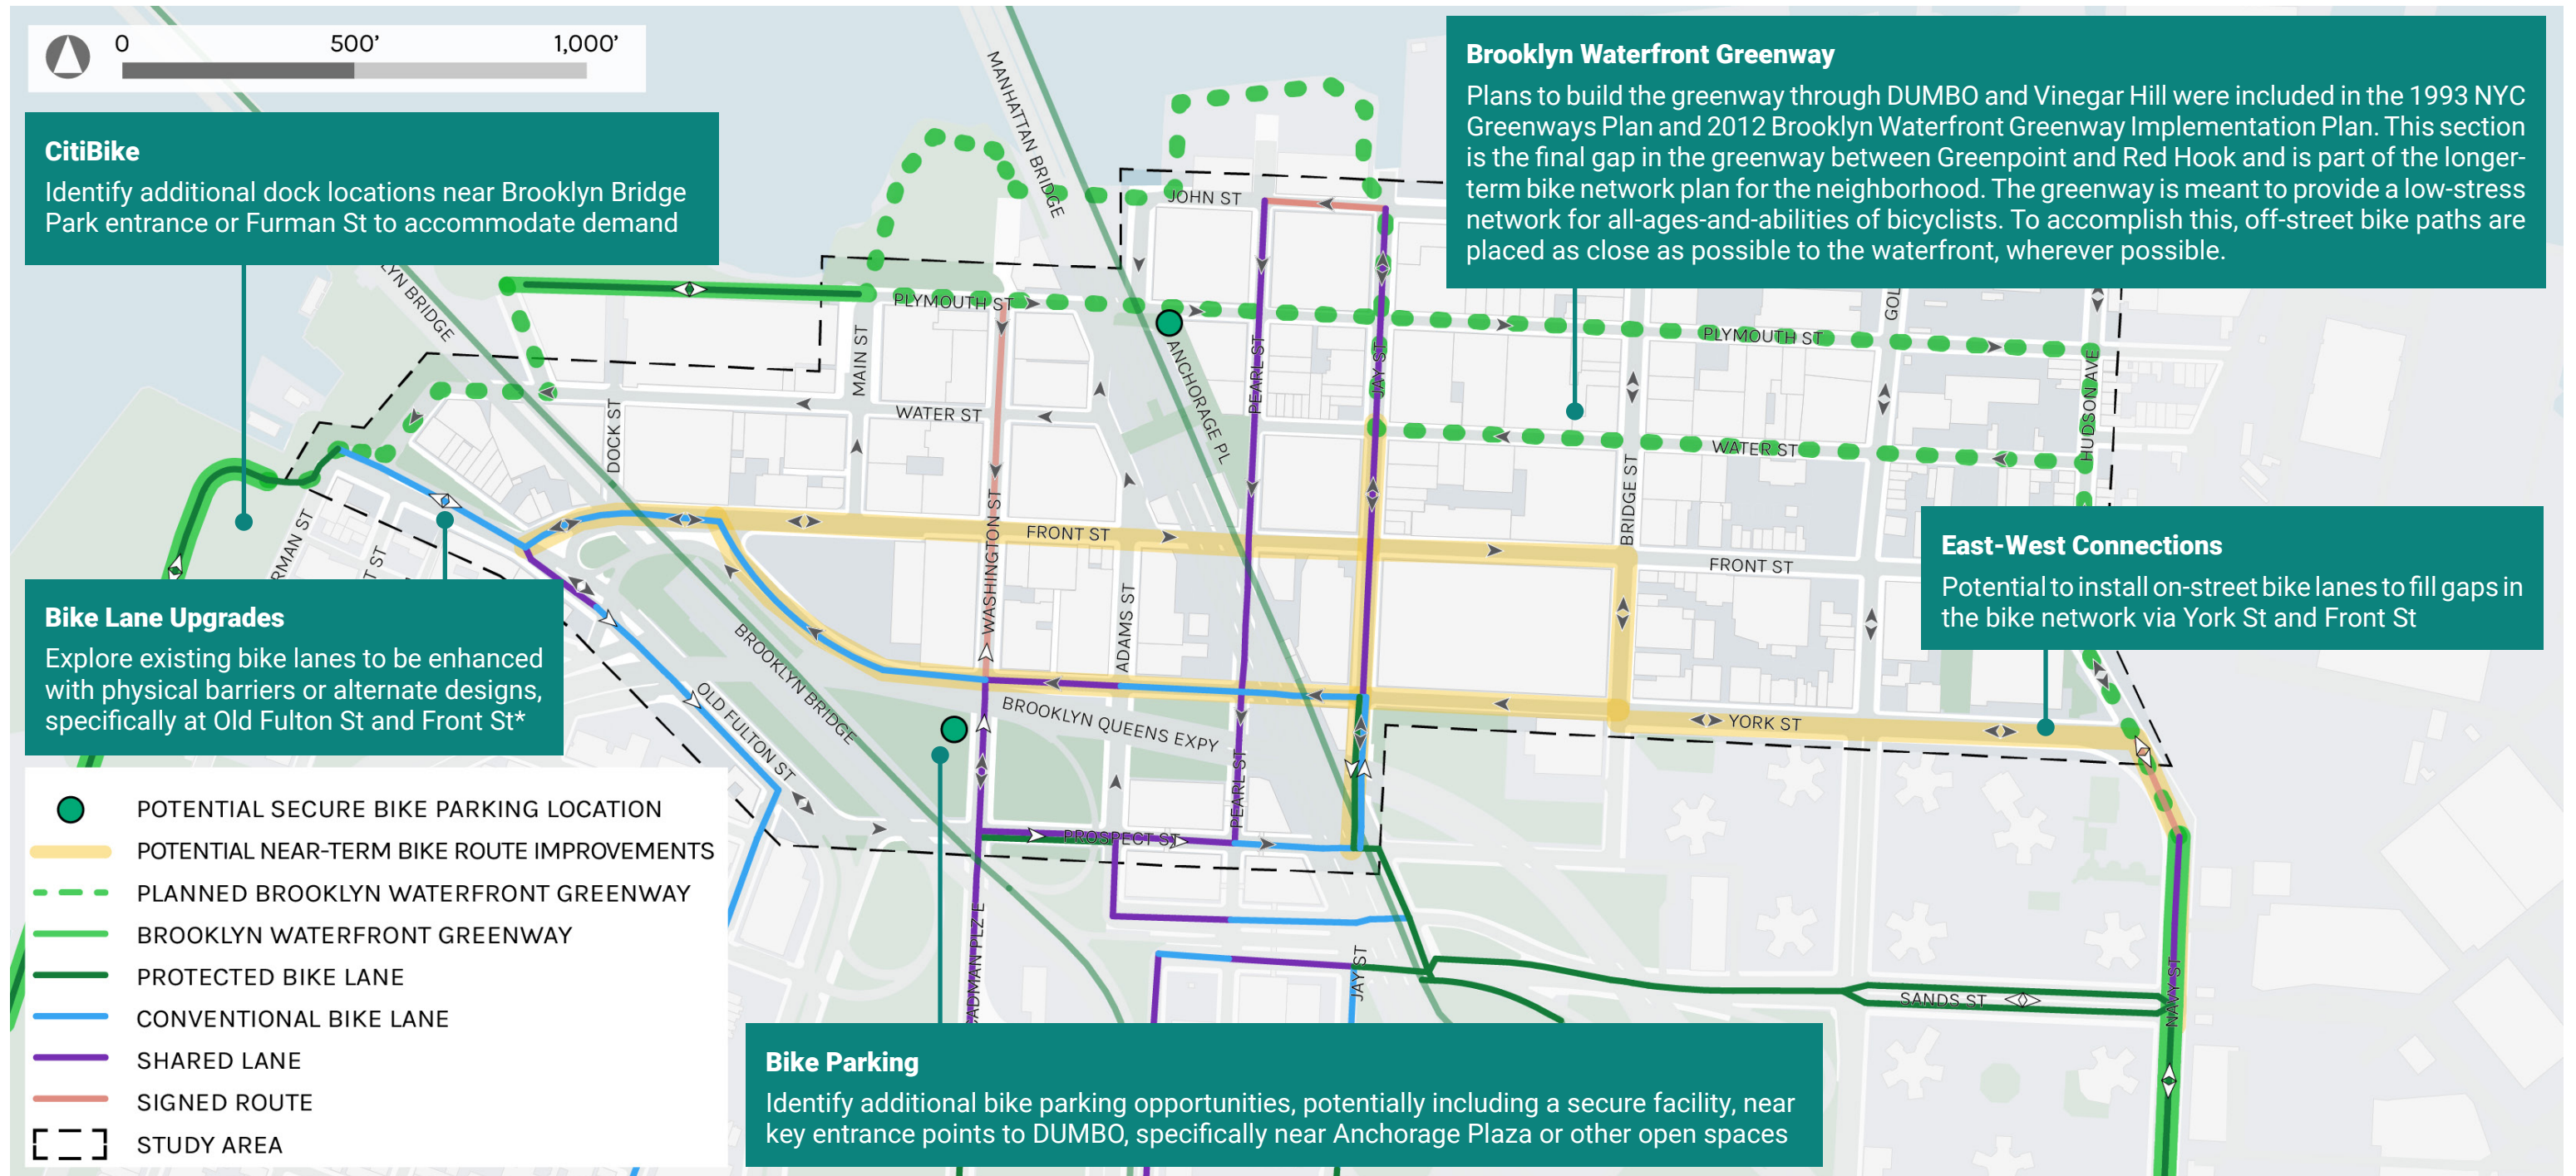 0 500' 1,000'
CitiBike
Identify additional dock locations near Brooklyn Bridge
Park entrance or Furman St to accommodate demand
Brooklyn Waterfront Greenway
Plans to build the greenway through DUMBO and Vinegar Hill were included in the 1993 NYC
Greenways Plan and 2012 Brooklyn Waterfront Greenway Implementation Plan. This section
is the final gap in the greenway between Greenpoint and Red Hook and is part of the longer-
term bike network plan for the neighborhood. The greenway is meant to provide a low-stress
network for all-ages-and-abilities of bicyclists. To accomplish this, off-street bike paths are
placed as close as possible to the waterfront, wherever possible.
MANHATTAN BRIDGE
JOHN ST
LYN BRIDGE
PLYMOUTH ST
PLYMOUTH ST
GOL
MAIN ST
ANCHORAGE PL
PEARL ST
JAY ST
HUDSON AVE
WATER ST
WATER ST
DOCK ST
BRIDGE ST
WASHINGTON ST
FRONT ST
FRONT ST
RMAN ST
T ST
ADAMS ST
East-West Connections
Potential to install on-street bike lanes to fill gaps in
the bike network via York St and Front St
Bike Lane Upgrades
Explore existing bike lanes to be enhanced
with physical barriers or alternate designs,
specifically at Old Fulton St and Front St*
BROOKLYN BRIDGE
OLD FULTON ST
BROOKLYN QUEENS EXPY
YORK ST
PEARL ST
PROSPECT ST
CADMAN PLZ E
JAY ST
SANDS ST
NAVY ST
POTENTIAL SECURE BIKE PARKING LOCATION
POTENTIAL NEAR-TERM BIKE ROUTE IMPROVEMENTS
PLANNED BROOKLYN WATERFRONT GREENWAY
BROOKLYN WATERFRONT GREENWAY
PROTECTED BIKE LANE
CONVENTIONAL BIKE LANE
SHARED LANE
SIGNED ROUTE
STUDY AREA
Bike Parking
Identify additional bike parking opportunities, potentially including a secure facility, near
key entrance points to DUMBO, specifically near Anchorage Plaza or other open spaces